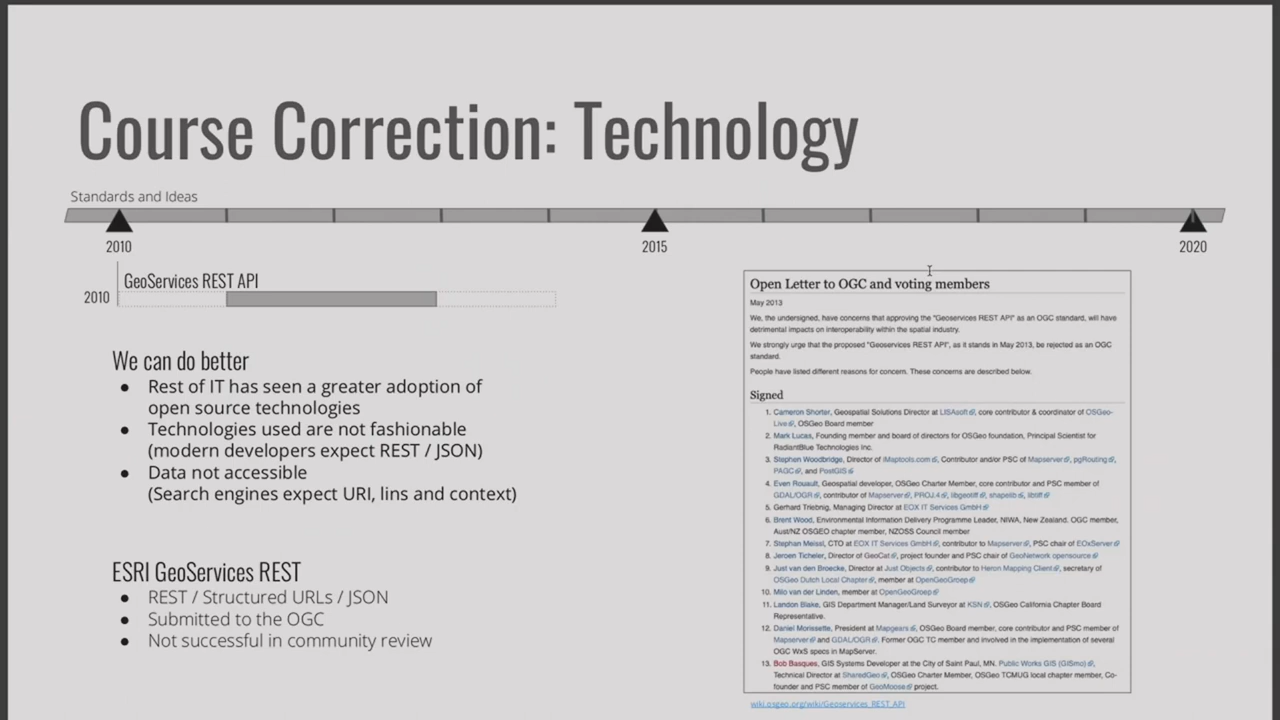 Course Correction: Technology
Standards and Ideas
2010
2015
2020
GeoServices REST API
2010
We can do better
● Rest of IT has seen a greater adoption of
open source technologies
● Technologies used are not fashionable
(modern developers expect REST / JSON)
● Data not accessible
(Search engines expect URI, lins and context)
ESRI GeoServices REST
● REST / Structured URLs / JSON
● Submitted to the OGC
● Not successful in community review
Open Letter to OGC and voting members
May 2013
We, the undersigned, have concerns that approving the "Geoservices REST API" as an OGC standard, will have
detrimental impacts on interoperability within the spatial industry.
We strongly urge that the proposed "Geoservices REST API", as it stands in May 2013, be rejected as an OGC
standard.
People have listed different reasons for concern. These concerns are described below.
Signed
1. Cameron Shorter, Geospatial Solutions Director at LISAsoft, core contributor & coordinator of OSGeo-
Live, OSGeo Board member
2. Mark Lucas, Founding member and board of directors for OSGeo foundation, Principal Scientist for
RadiantBlue Technologies Inc.
3. Stephen Woodbridge, Director of iMaptools.com, Contributor and/or PSC of Mapserver, pgRouting,
PAGC, and PostGIS
4. Even Rouault, Geospatial developer, OSGeo Charter Member, core contributor and PSC member of
GDAL/OGR, contributor of Mapserver, PROJ.4, libgeotiff, shapelib, libtiff
5. Gerhard Triebnig, Managing Director at EOX IT Services GmbH
6. Brent Wood, Environmental Information Delivery Programme Leader, NIWA, New Zealand. OGC member,
Aust/NZ OSGEO chapter member, NZOSS Council member
7. Stephan Meissl, CTO at EOX IT Services GmbH, contributor to Mapserver, PSC chair of EOxServer
8. Jeroen Ticheler, Director of GeoCat, project founder and PSC chair of GeoNetwork opensource
9. Just van den Broecke, Director at Just Objects, contributor to Heron Mapping Client, secretary of
OSGeo Dutch Local Chapter, member at OpenGeoGroep
10. Milo van der Linden, member at OpenGeoGroep
11. Landon Blake, GIS Department Manager/Land Surveyor at KSN, OSGeo California Chapter Board
Representative.
12. Daniel Morissette, President at Mapgears, OSGeo Board member, core contributor and PSC member of
Mapserver and GDAL/OGR. Former OGC TC member and involved in the implementation of several
OGC WxS specs in MapServer.
13. Bob Basques, GIS Systems Developer at the City of Saint Paul, MN. Public Works GIS (GISmo),
Technical Director at SharedGeo, OSGeo Charter Member, OSGeo TCMUG local chapter member, Co-
founder and PSC member of GeoMoose project.
wiki.osgeo.org/wiki/Geoservices_REST_API